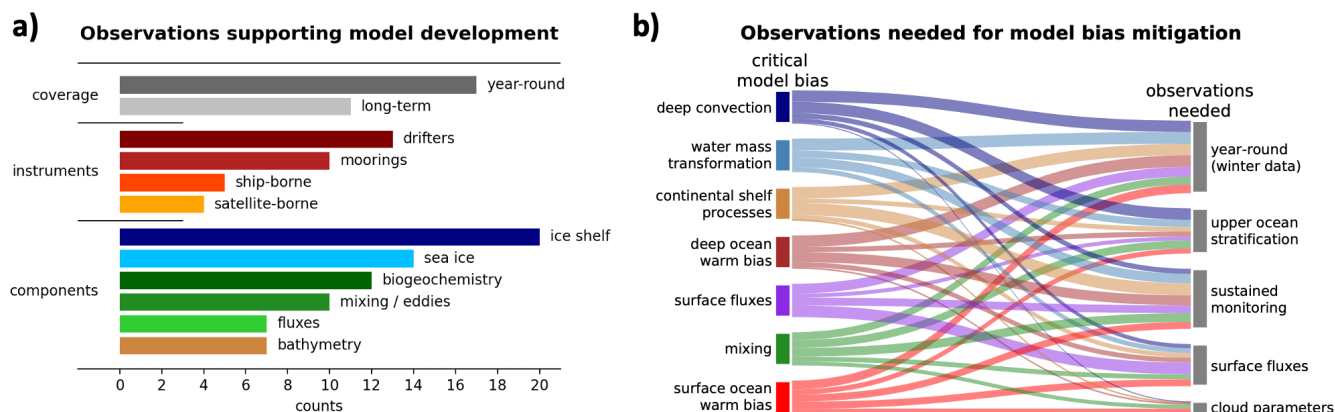 a)
Observations supporting model development
coverage
year-round
long-term
instruments
drifters
moorings
ship-borne
satellite-borne
components
ice shelf
sea ice
biogeochemistry
mixing / eddies
fluxes
bathymetry
0 2 4 6 8 10 12 14 16 18 20
counts
b)
Observations needed for model bias mitigation
critical
model bias
deep convection
water mass
transformation
continental shelf
processes
deep ocean
warm bias
surface fluxes
mixing
surface ocean
warm bias
observations
needed
year-round
(winter data)
upper ocean
stratification
sustained
monitoring
surface fluxes
cloud parameters